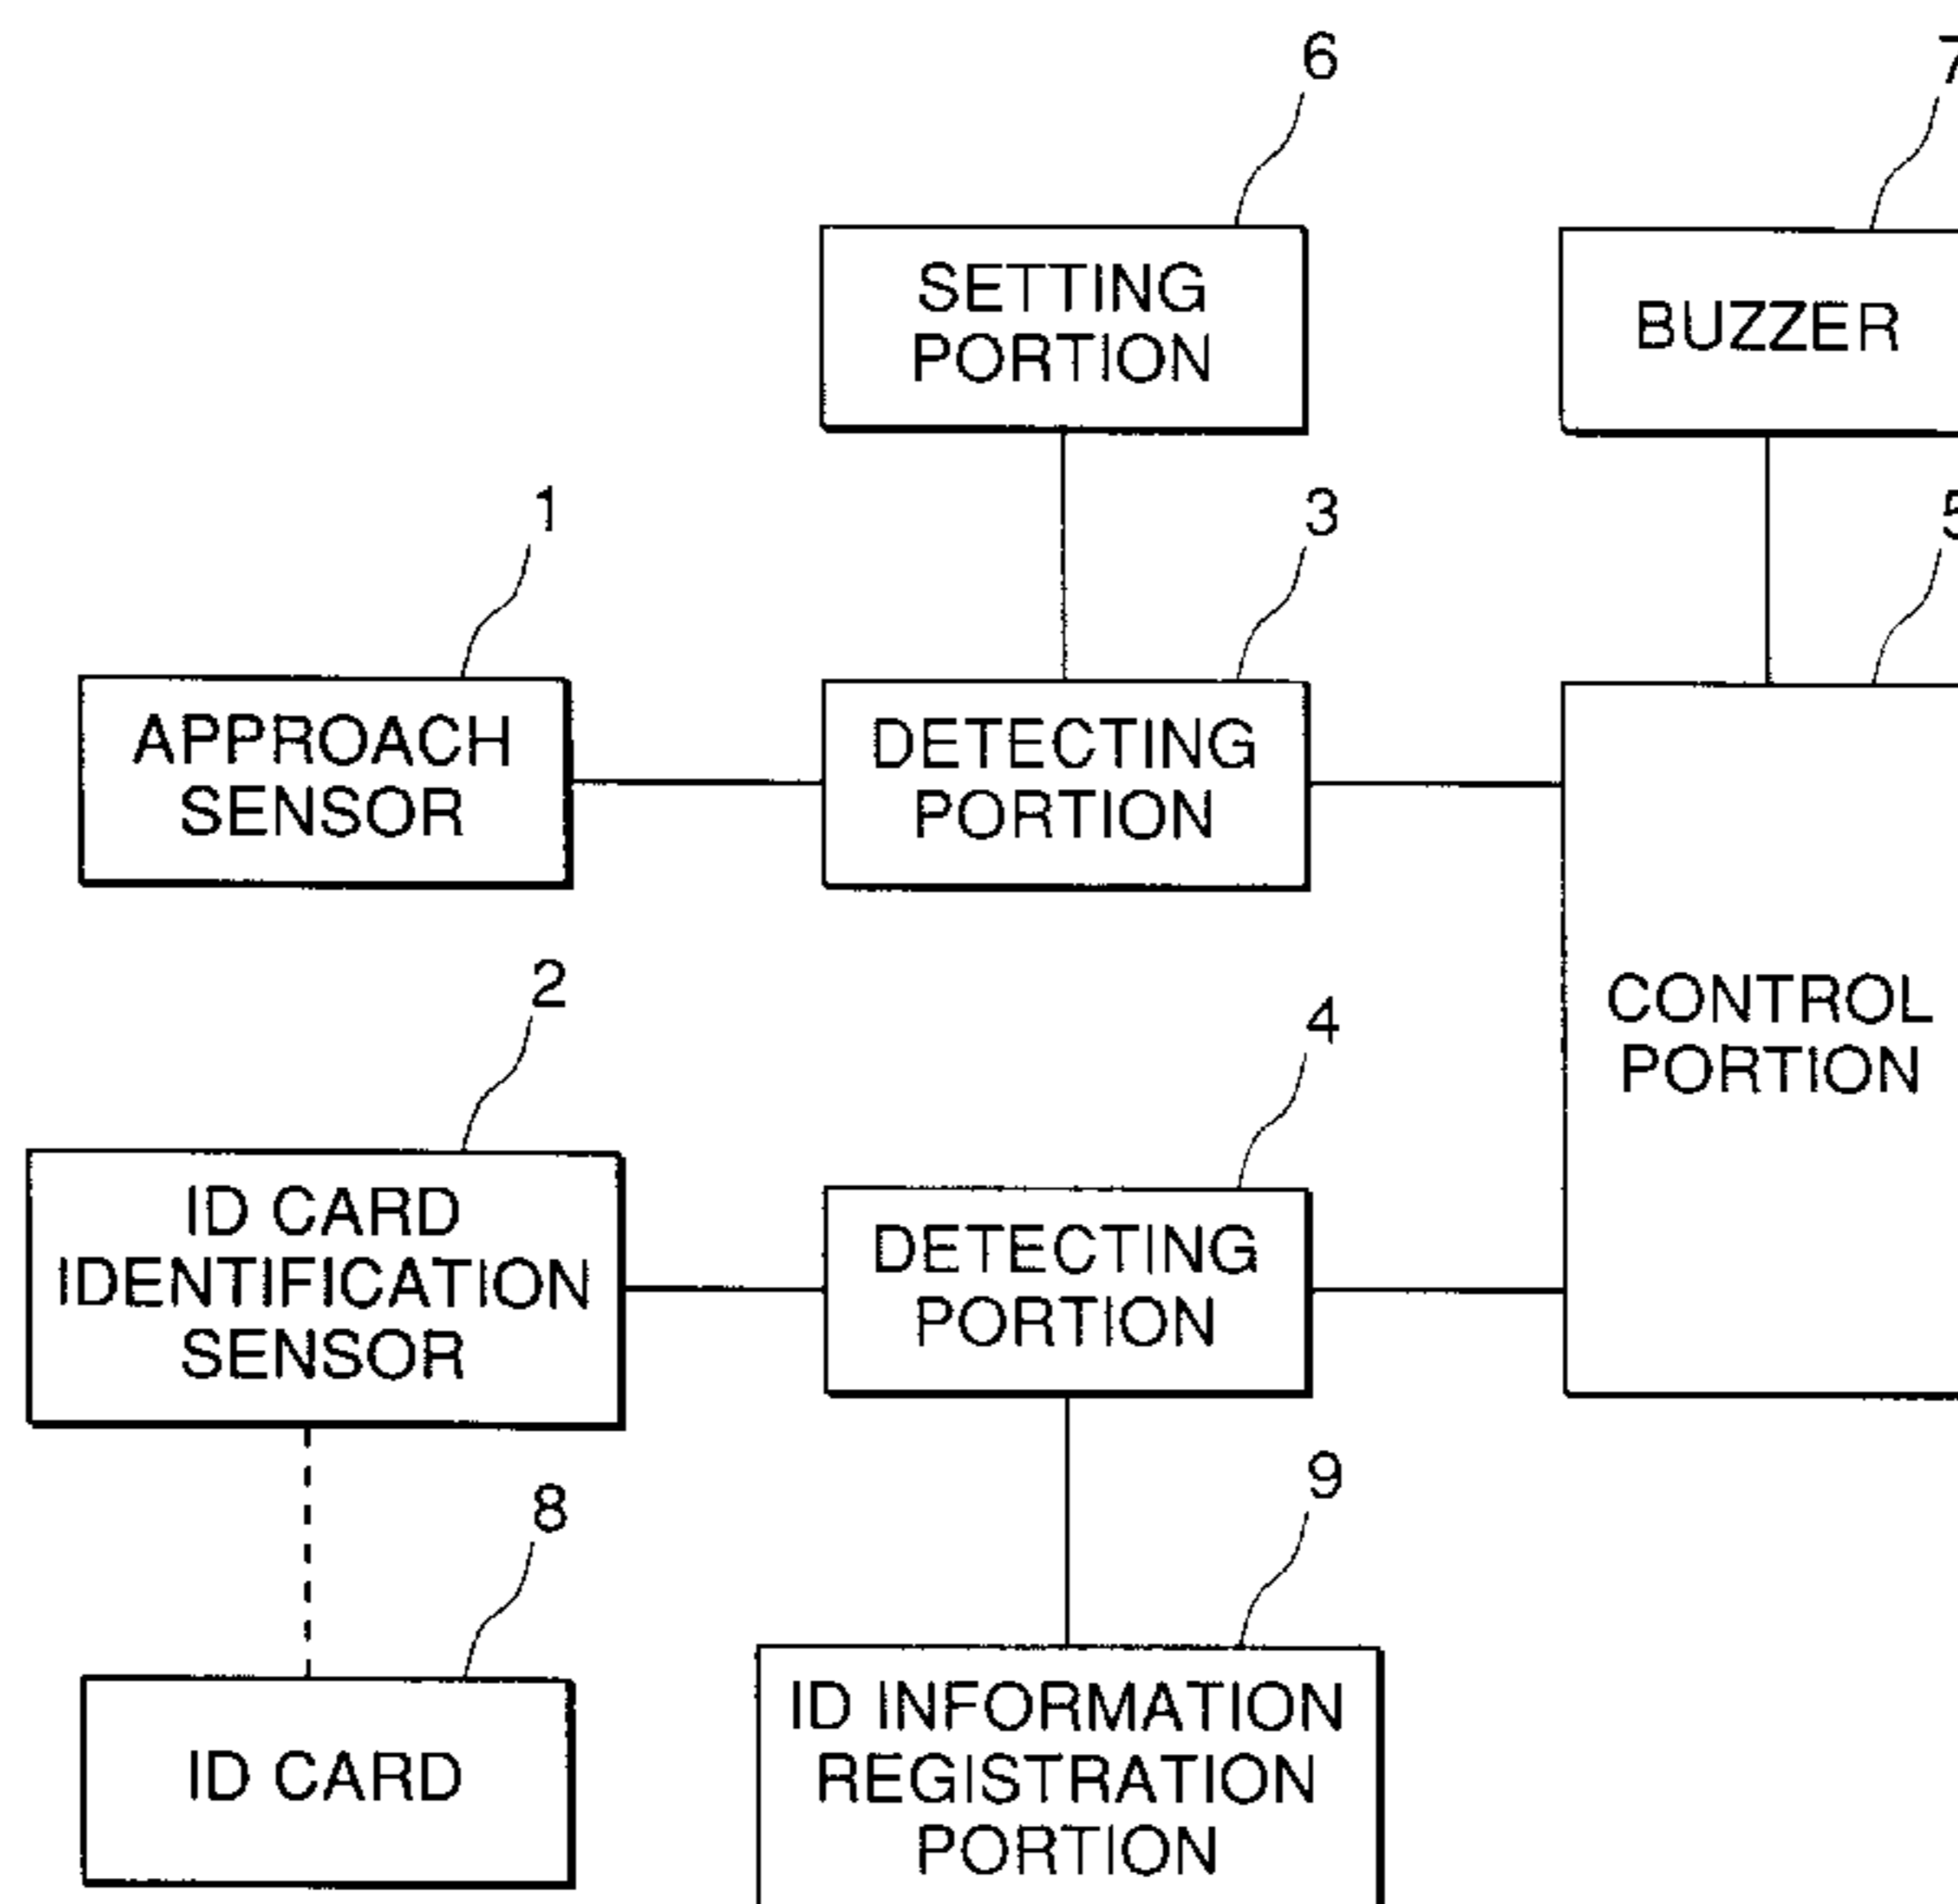 6
7
SETTING
PORTION
BUZZER
1
3
5
APPROACH
SENSOR
DETECTING
PORTION
2
4
CONTROL
PORTION
ID CARD
IDENTIFICATION
SENSOR
DETECTING
PORTION
8
9
ID CARD
ID INFORMATION
REGISTRATION
PORTION